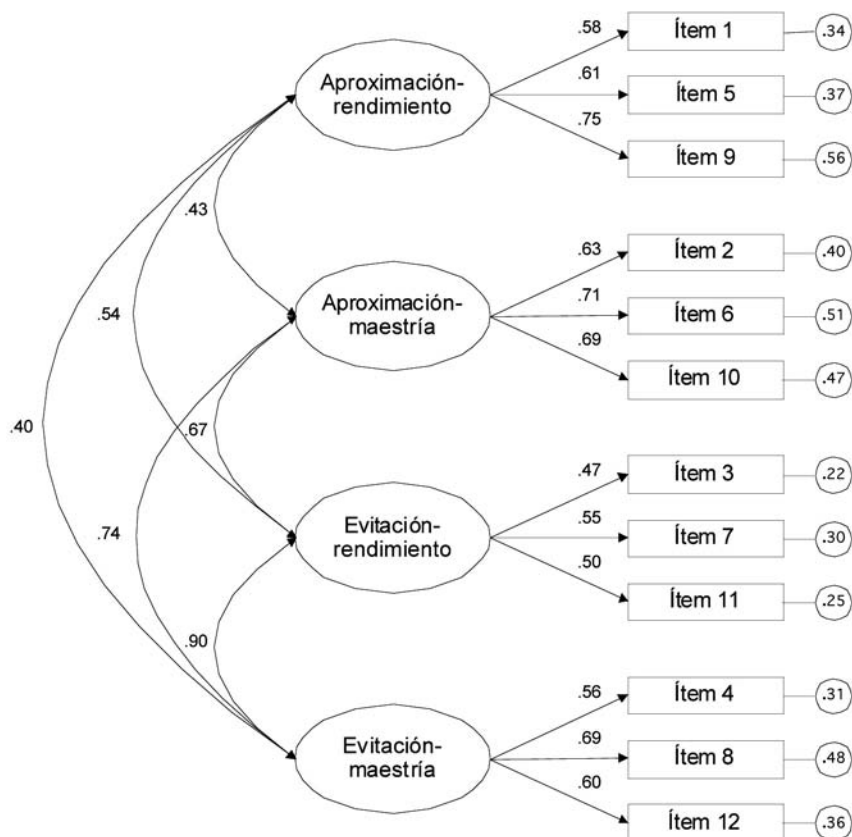 .58
Ítem 1
.34
Aproximación-
rendimiento
.61
Ítem 5
.37
.75
Ítem 9
.56
.43
.63
Ítem 2
.40
Aproximación-
maestría
.71
Ítem 6
.51
.54
.69
Ítem 10
.47
.40
.67
.47
Ítem 3
.22
Evitación-
rendimiento
.55
Ítem 7
.30
.74
.50
Ítem 11
.25
.90
.56
Ítem 4
.31
Evitación-
maestría
.69
Ítem 8
.48
.60
Ítem 12
.36